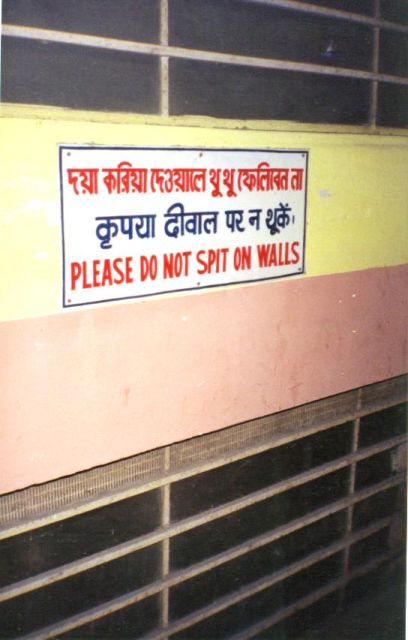 দয়া করিয়া দেওয়ালে থুথু ফেলিবেন না
कृपया दीवाल पर न थूकें।
PLEASE DO NOT SPIT ON WALLS